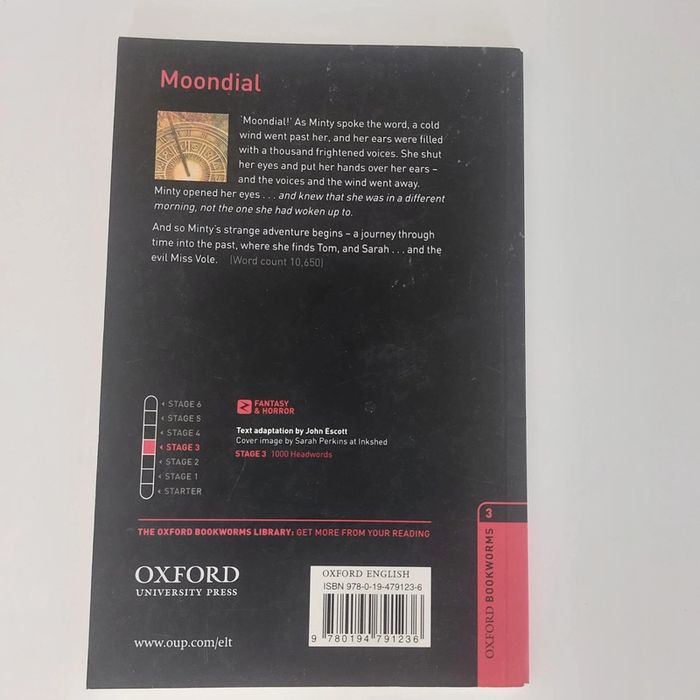 Moondial
'Moondial!' As Minty spoke the word, a cold
wind went past her, and her ears were filled
with a thousand frightened voices. She shut
her eyes and put her hands over her ears –
and the voices and the wind went away.
Minty opened her eyes . . . and knew that she was in a different
morning, not the one she had woken up to.
And so Minty's strange adventure begins – a journey through
time into the past, where she finds Tom, and Sarah . . . and the
evil Miss Vole. (Word count 10,650)
STAGE 6
STAGE 5
STAGE 4
STAGE 3
STAGE 2
STAGE 1
STARTER
FANTASY
& HORROR
Text adaptation by John Escott
Cover image by Sarah Perkins at Inkshed
STAGE 3 1000 Headwords
THE OXFORD BOOKWORMS LIBRARY: GET MORE FROM YOUR READING
OXFORD
UNIVERSITY PRESS
www.oup.com/elt
OXFORD ENGLISH
ISBN 978-0-19-479123-6
9 780194 791236
3
OXFORD BOOKWORMS